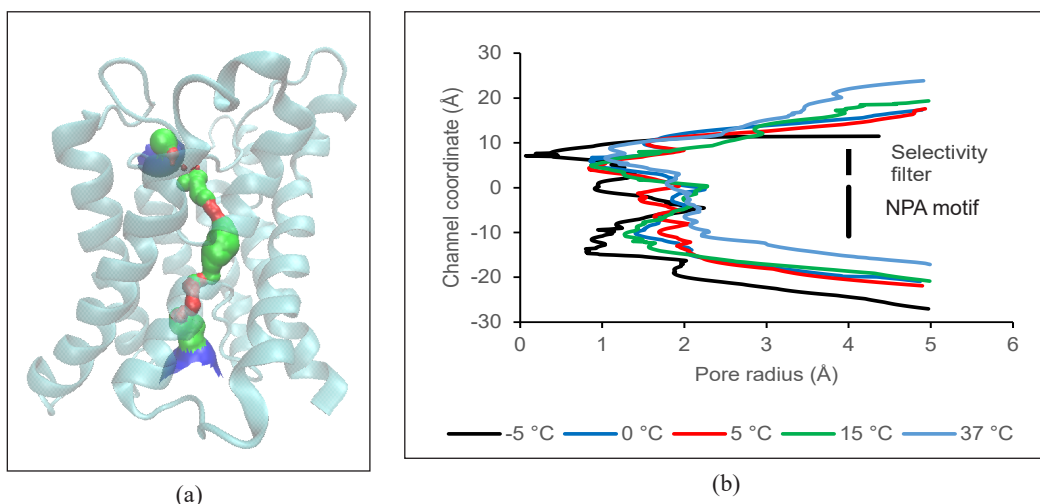 30
20
10
0
-10
-20
-30
Channel coordinate (Å)
Selectivity
filter
NPA motif
0 1 2 3 4 5 6
Pore radius (Å)
-5 °C 0 °C 5 °C 15 °C 37 °C
(a)
(b)